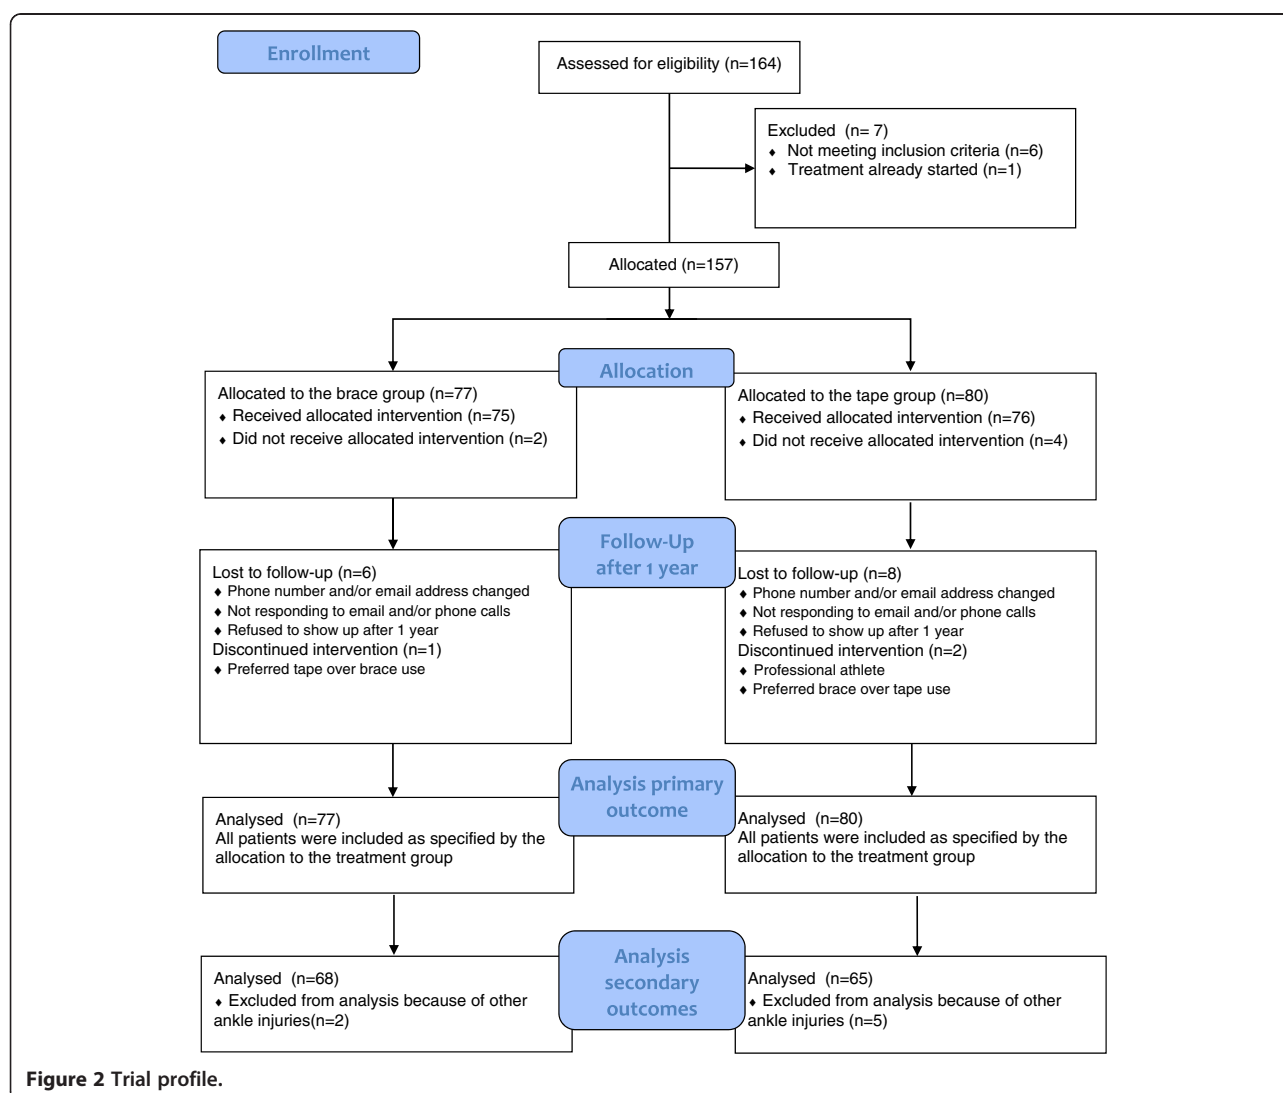 Enrollment
Assessed for eligibility (n=164)
Excluded (n= 7)
♦ Not meeting inclusion criteria (n=6)
♦ Treatment already started (n=1)
Allocated (n=157)
Allocation
Allocated to the brace group (n=77)
♦ Received allocated intervention (n=75)
♦ Did not receive allocated intervention (n=2)
Allocated to the tape group (n=80)
♦ Received allocated intervention (n=76)
♦ Did not receive allocated intervention (n=4)
Follow-Up
after 1 year
Lost to follow-up (n=6)
♦ Phone number and/or email address changed
♦ Not responding to email and/or phone calls
♦ Refused to show up after 1 year
Discontinued intervention (n=1)
♦ Preferred tape over brace use
Lost to follow-up (n=8)
♦ Phone number and/or email address changed
♦ Not responding to email and/or phone calls
♦ Refused to show up after 1 year
Discontinued intervention (n=2)
♦ Professional athlete
♦ Preferred brace over tape use
Analysis primary
outcome
Analysed (n=77)
All patients were included as specified by the
allocation to the treatment group
Analysed (n=80)
All patients were included as specified by the
allocation to the treatment group
Analysis
secondary
outcomes
Analysed (n=68)
♦ Excluded from analysis because of other
ankle injuries(n=2)
Analysed (n=65)
♦ Excluded from analysis because of other
ankle injuries (n=5)
Figure 2 Trial profile.